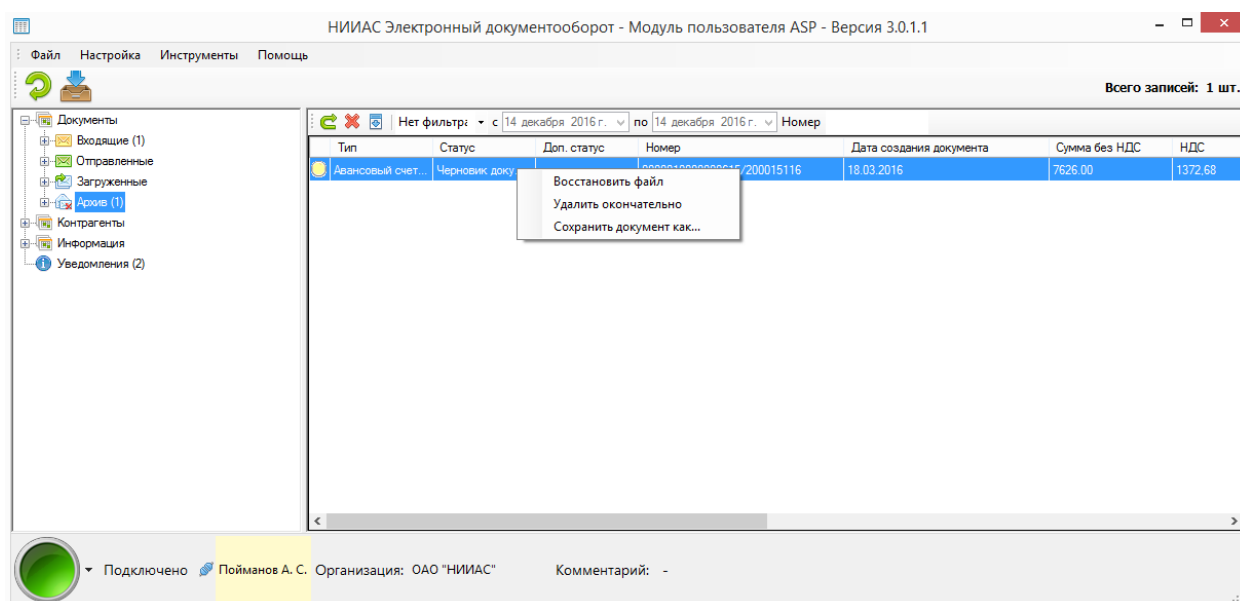 НИИАС Электронный документооборот - Модуль пользователя ASP - Версия 3.0.1.1
Файл Настройка Инструменты Помощь
Всего записей: 1 шт.
Документы
Входящие (1)
Отправленные
Загруженные
Архив (1)
Контрагенты
Информация
Уведомления (2)
Нет фильтра с 14 декабря 2016 г. по 14 декабря 2016 г. Номер
Тип Статус Доп. статус Номер Дата создания документа Сумма без НДС НДС
Авансовый счет... Черновик доку... /200015116 18.03.2016 7626.00 1372,68
Восстановить файл
Удалить окончательно
Сохранить документ как...
Подключено Пойманов А. С. Организация: ОАО "НИИАС" Комментарий: -